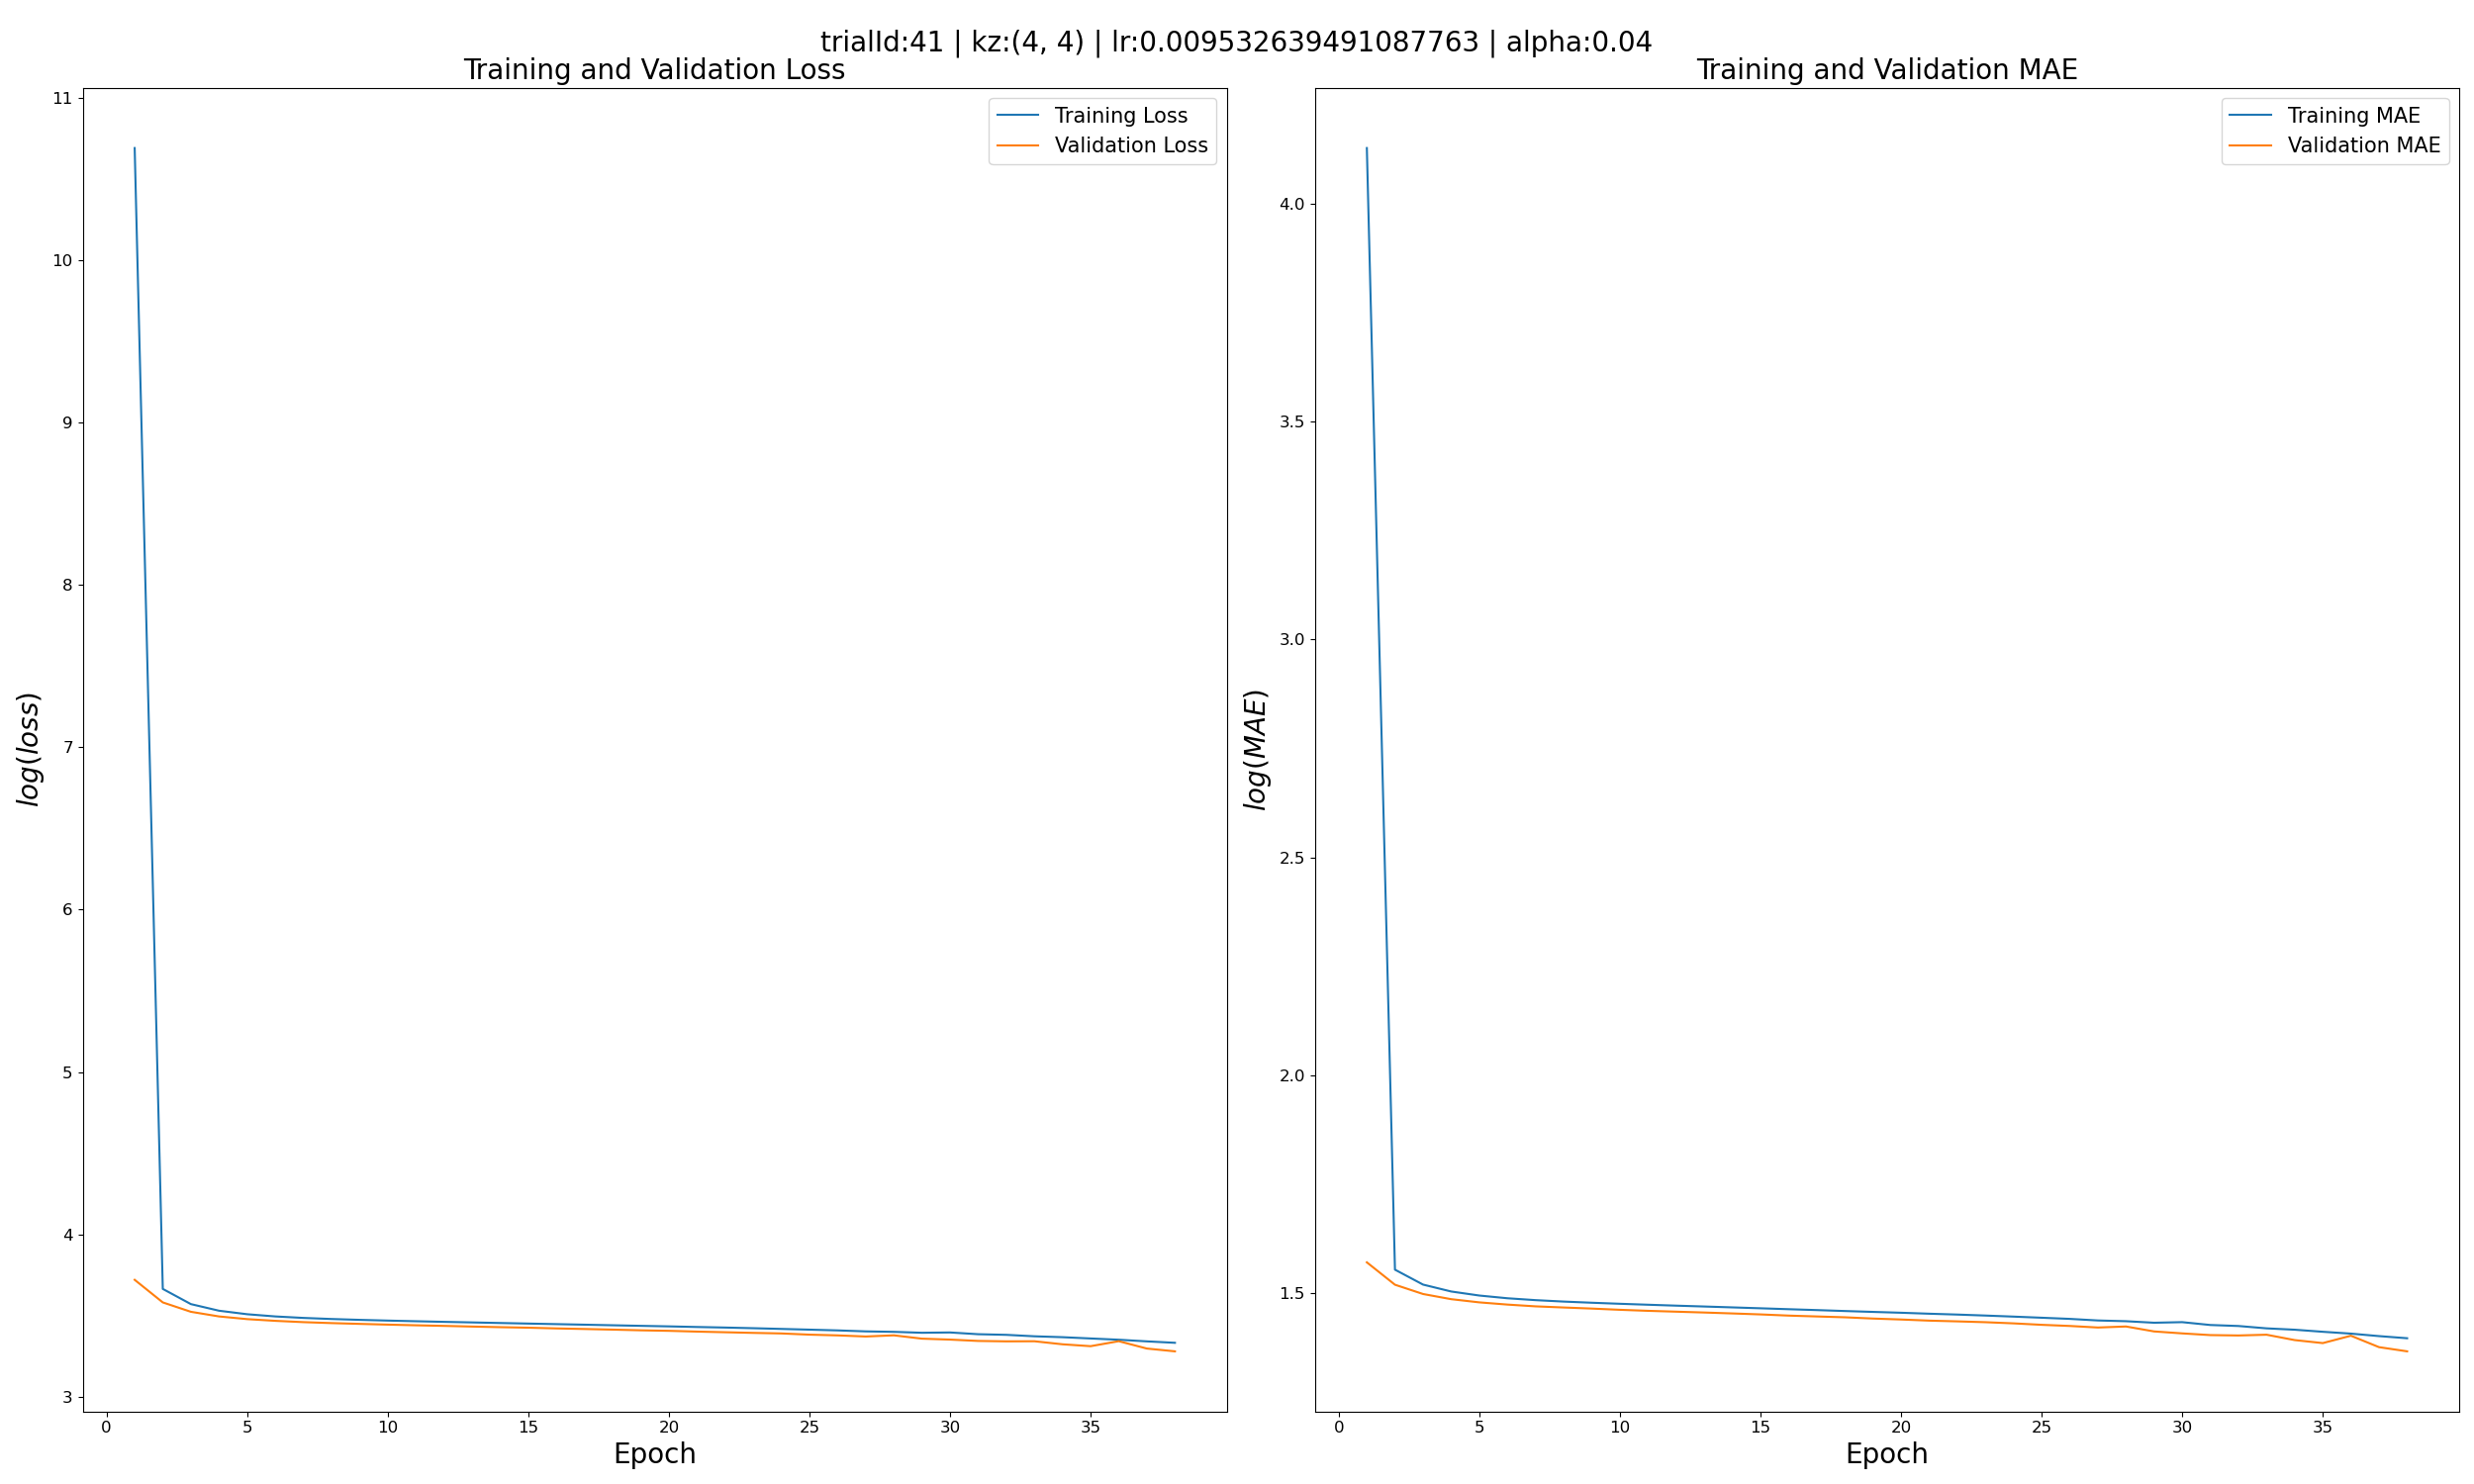 trialId:41 | kz:(4, 4) | lr:0.009532639491087763 | alpha:0.04
Training and Validation Loss
11
10
9
8
7
6
5
4
3
log(loss)
0 5 10 15 20 25 30 35
Epoch
Training Loss
Validation Loss
Training and Validation MAE
4.0
3.5
3.0
2.5
2.0
1.5
log(MAE)
0 5 10 15 20 25 30 35
Epoch
Training MAE
Validation MAE